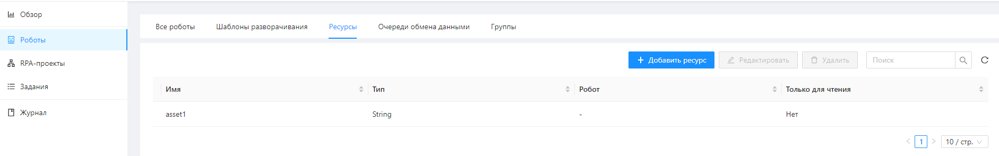 Обзор
Роботы
RPA-проекты
Задания
Журнал
Все роботы Шаблоны разворачивания Ресурсы Очереди обмена данными Группы
+ Добавить ресурс Редактировать Удалить Поиск
Имя Тип Робот Только для чтения
asset1 String - Нет
< 1 > 10 / стр.